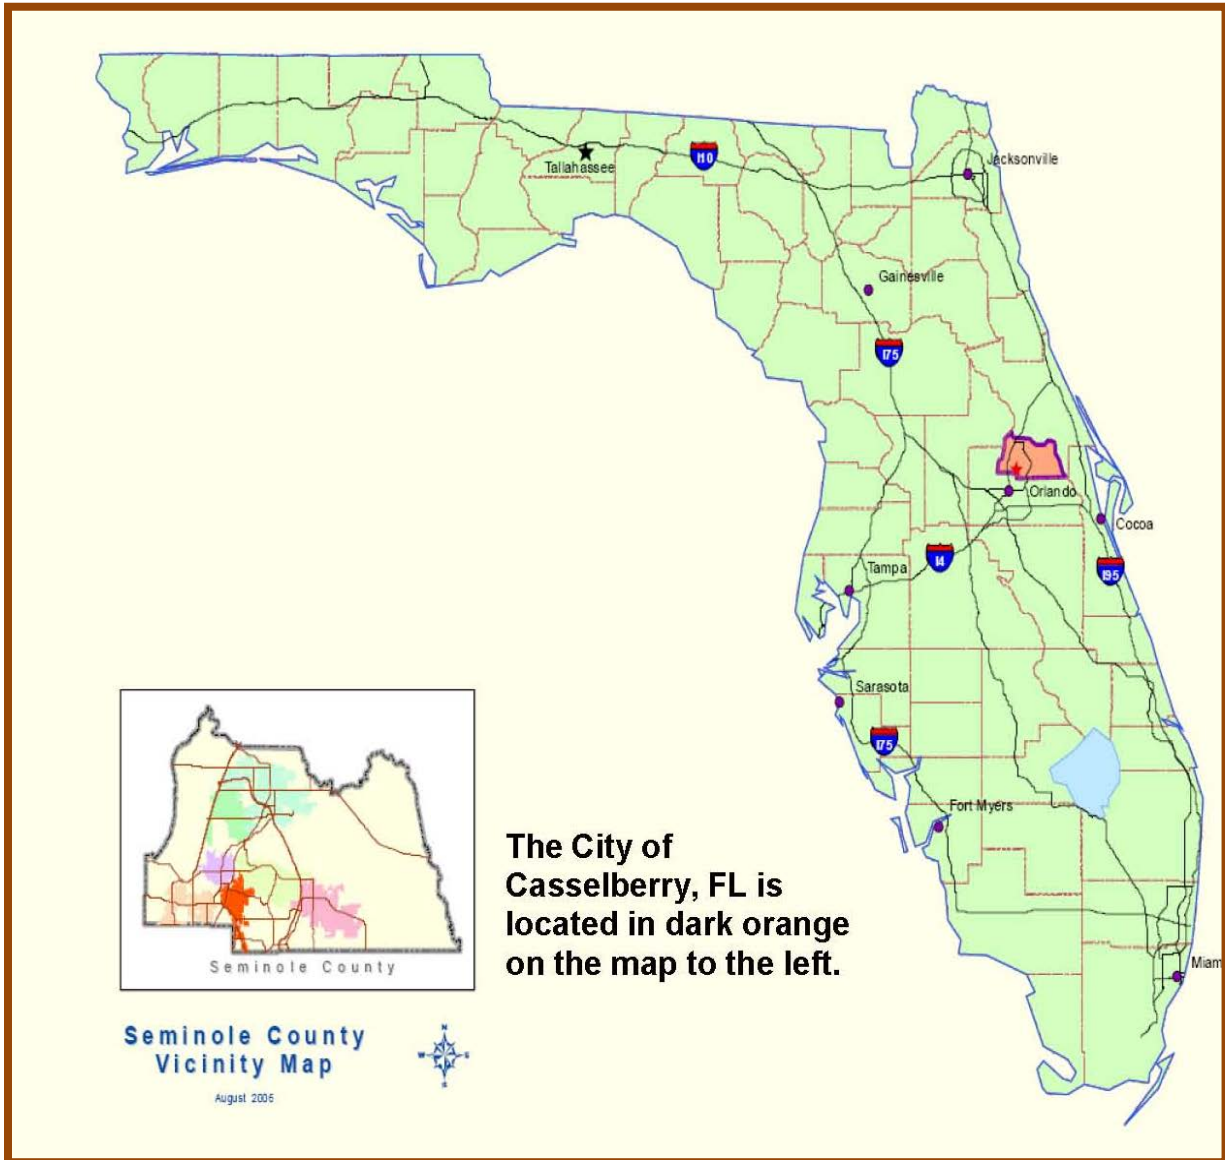 Jacksonville
Tallahassee
I10
Gainesville
I75
Orlando
Cocoa
I4
Tampa
I95
Sarasota
I75
Fort Myers
Miam
The City of
Casselberry, FL is
located in dark orange
on the map to the left.
Seminole County
Seminole County
Vicinity Map
N
W E
S
August 2005